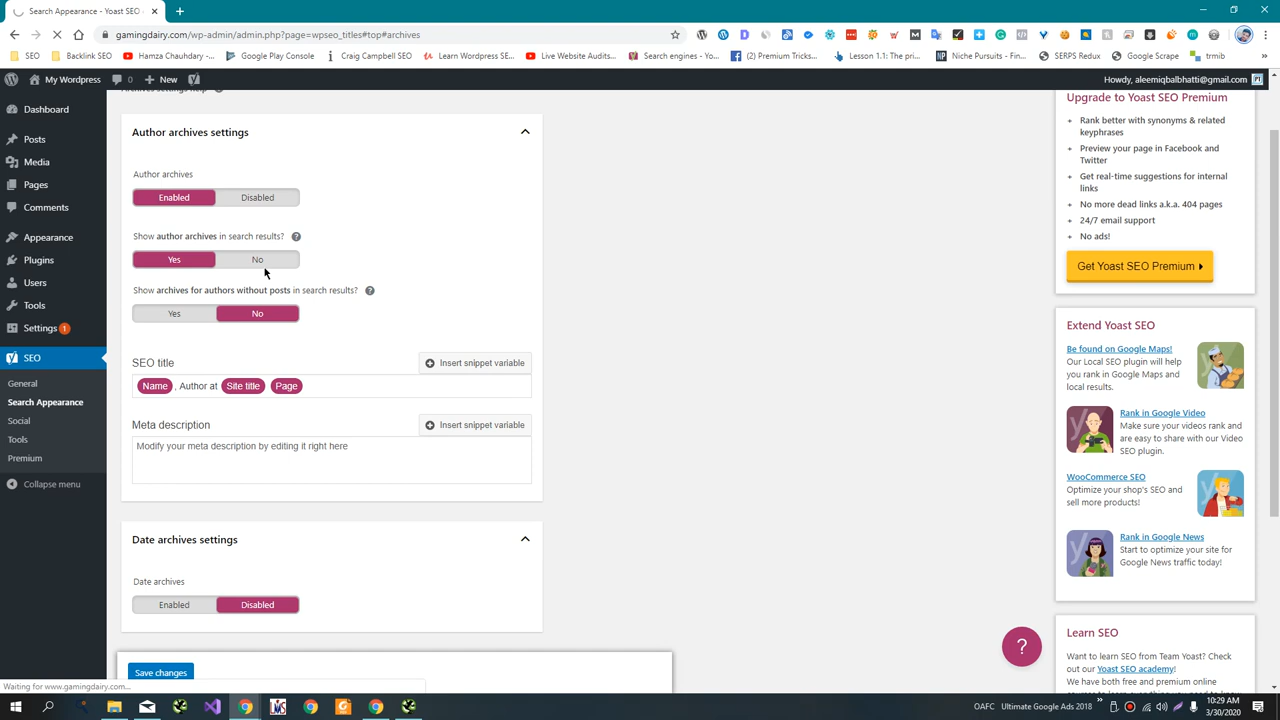 Search Appearance - Yoast SEO
gamingdairy.com/wp-admin/admin.php?page=wpseo_titles#top#archives
SEO
Backlink SEO
Hamza Chauhdary -...
Google Play Console
Craig Campbell SEO
Learn Wordpress SE...
Live Website Audits...
Search engines - Y...
Premium Tricks...
Lesson 1.1: The pri...
Niche Pursuits - Fin...
SERPS Redux
Google Scrape
trmib
My Wordpress
0
New
Howdy, aleemiqbalbhatti@gmail.com
Dashboard
Posts
Media
Pages
Comments
Appearance
Plugins
Users
Tools
Settings 1
SEO
General
Search Appearance
Social
Tools
Premium
Collapse menu
Author archives settings
Author archives
Enabled Disabled
Show author archives in search results?
Yes No
Show archives for authors without posts in search results?
Yes No
SEO title
Insert snippet variable
Name , Author at Site title Page
Meta description
Insert snippet variable
Modify your meta description by editing it right here
Date archives settings
Date archives
Enabled Disabled
Save changes
Upgrade to Yoast SEO Premium
+ Rank better with synonyms & related
keyphrases
+ Preview your page in Facebook and
Twitter
+ Get real-time suggestions for internal
links
+ No more dead links a.k.a. 404 pages
+ 24/7 email support
+ No ads!
Get Yoast SEO Premium
Extend Yoast SEO
Be found on Google Maps!
Our Local SEO plugin will help
you rank in Google Maps and
local results.
Rank in Google Video
Make sure your videos rank and
are easy to share with our Video
SEO plugin.
WooCommerce SEO
Optimize your shop's SEO and
sell more products!
Rank in Google News
Start to optimize your site for
Google News traffic today!
Learn SEO
Want to learn SEO from Team Yoast? Check
out our Yoast SEO academy!
We have both free and premium online
?
Waiting for www.gamingdairy.com...
OAFC
Ultimate Google Ads 2018
10:29 AM
3/30/2020